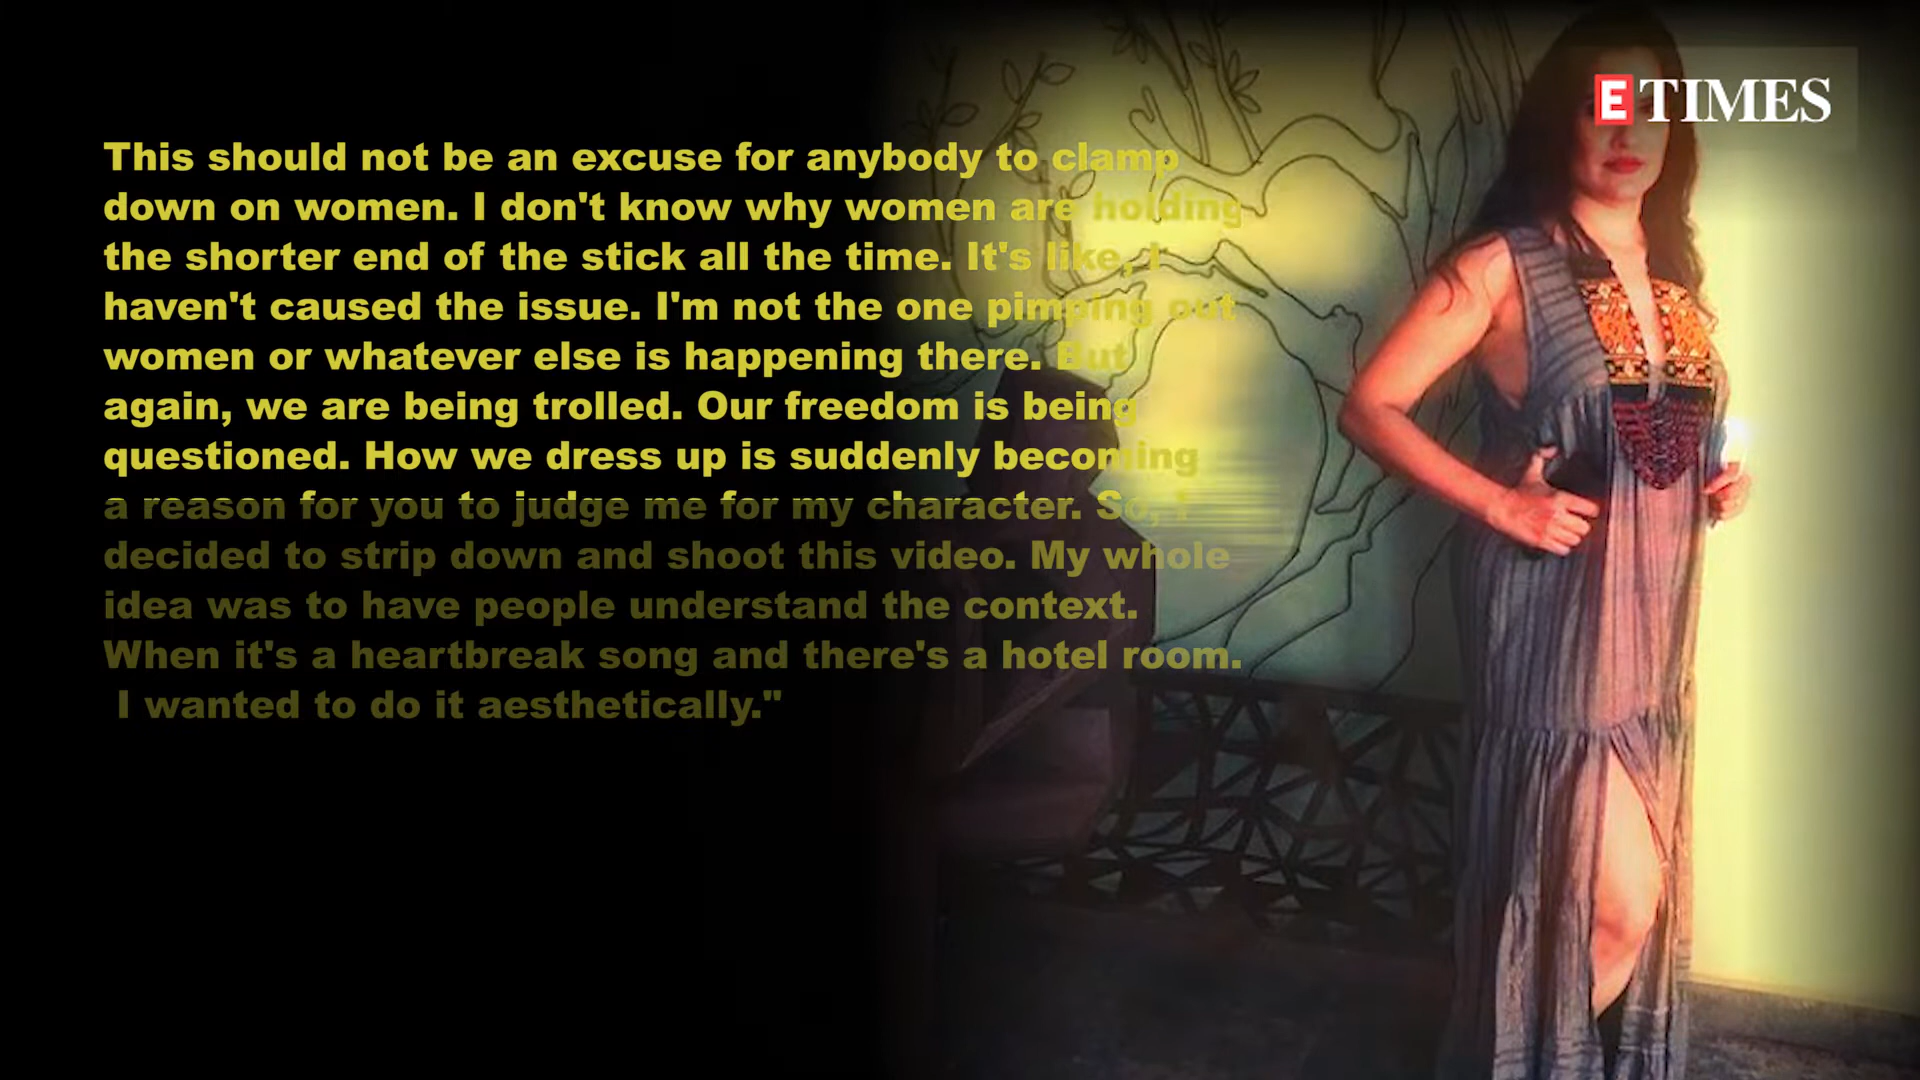 ETIMES
This should not be an excuse for anybody to clamp
down on women. I don't know why women are holding
the shorter end of the stick all the time. It's like, I
haven't caused the issue. I'm not the one pimping out
women or whatever else is happening there. But
again, we are being trolled. Our freedom is being
questioned. How we dress up is suddenly becoming
a reason for you to judge me for my character. So, I
decided to strip down and shoot this video. My whole
idea was to have people understand the context.
When it's a heartbreak song and there's a hotel room.
I wanted to do it aesthetically."